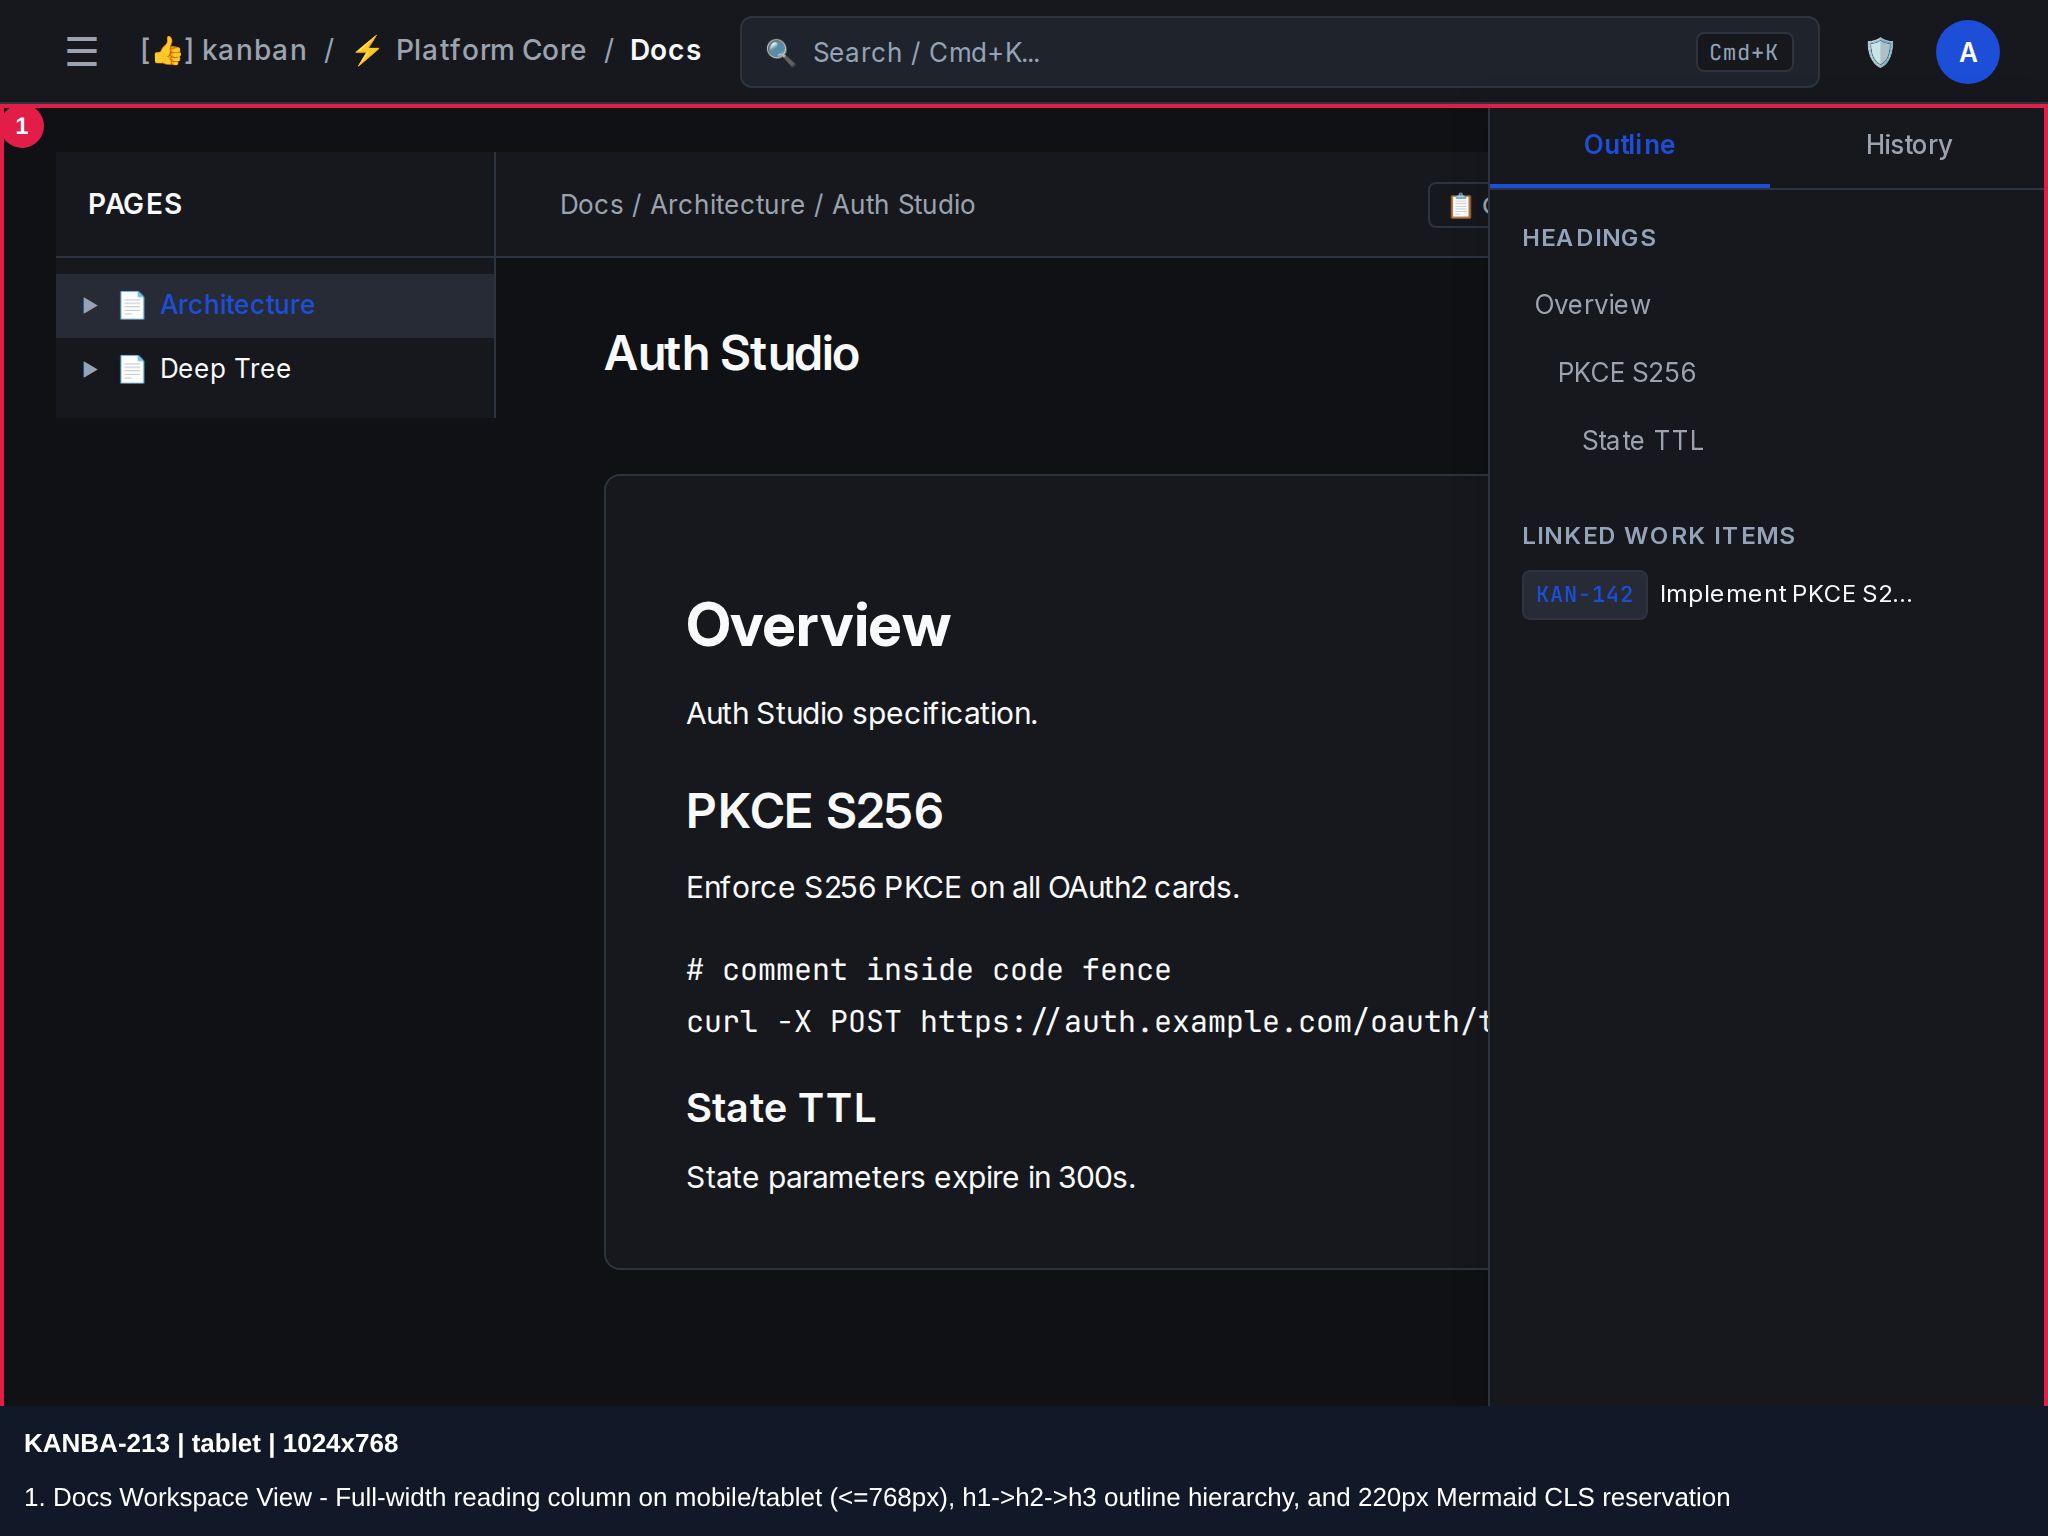 ☰ [👍] kanban / ⚡ Platform Core / Docs
🔍 Search / Cmd+K... Cmd+K
🛡️ A
1
PAGES
▶ 📄 Architecture
▶ 📄 Deep Tree
Docs / Architecture / Auth Studio
📋
Auth Studio
Overview
Auth Studio specification.
PKCE S256
Enforce S256 PKCE on all OAuth2 cards.
# comment inside code fence
curl -X POST https://auth.example.com/oauth/t
State TTL
State parameters expire in 300s.
Outline History
HEADINGS
Overview
PKCE S256
State TTL
LINKED WORK ITEMS
KAN-142 Implement PKCE S2...
KANBA-213 | tablet | 1024x768
1. Docs Workspace View - Full-width reading column on mobile/tablet (<=768px), h1->h2->h3 outline hierarchy, and 220px Mermaid CLS reservation